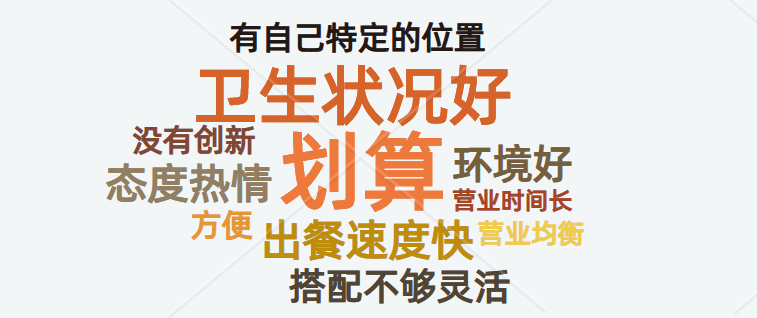 有自己特定的位置
卫生状况好
没有创新
划算
环境好
态度热情
营业时间长
方便
出餐速度快
营业均衡
搭配不够灵活